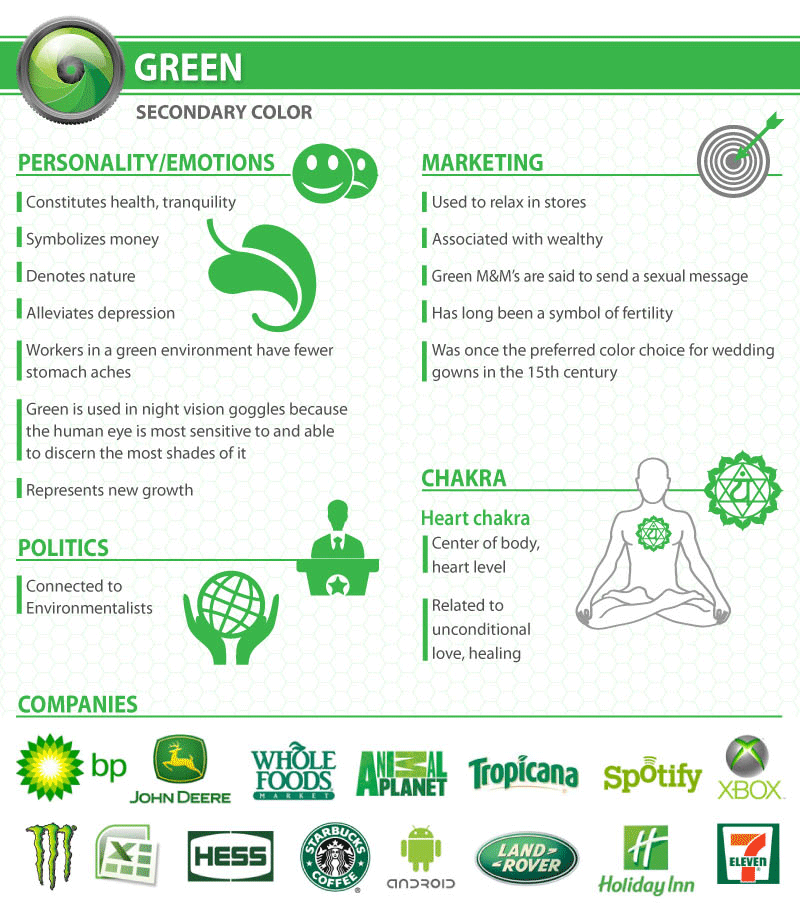 GREEN
SECONDARY COLOR
PERSONALITY/EMOTIONS
Constitutes health, tranquility
Symbolizes money
Denotes nature
Alleviates depression
Workers in a green environment have fewer
stomach aches
Green is used in night vision goggles because
the human eye is most sensitive to and able
to discern the most shades of it
Represents new growth
POLITICS
Connected to
Environmentalists
MARKETING
Used to relax in stores
Associated with wealthy
Green M&M's are said to send a sexual message
Has long been a symbol of fertility
Was once the preferred color choice for wedding
gowns in the 15th century
CHAKRA
Heart chakra
Center of body,
heart level
Related to
unconditional
love, healing
COMPANIES
bp
JOHN DEERE
WHOLE
FOODS
MARKET
ANIMAL
PLANET
Tropicana
Spotify
XBOX
HESS
STARBUCKS
COFFEE
ANDROID
LAND-
-ROVER
H
Holiday Inn
7
ELEVEN